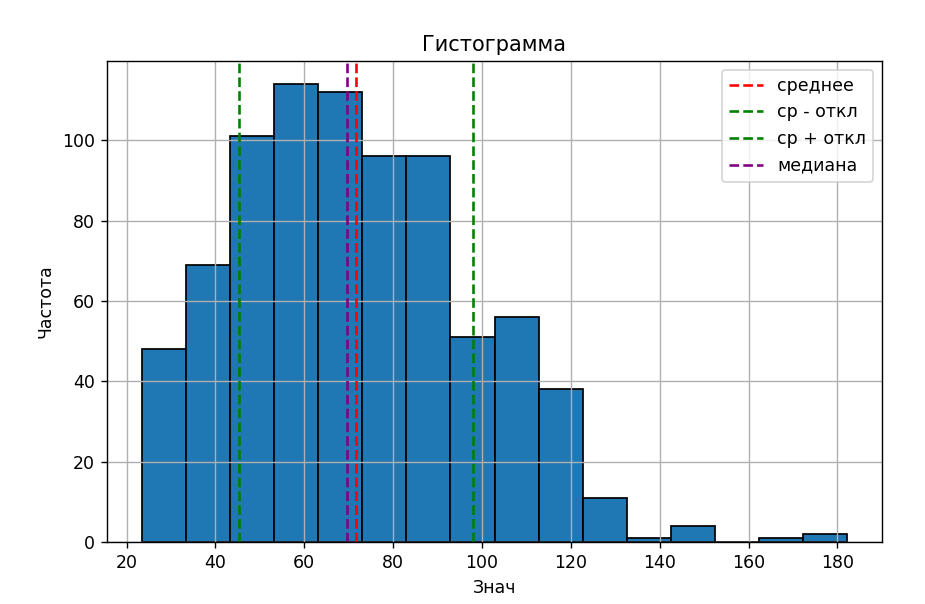 Гистограмма
среднее
ср - откл
ср + откл
медиана
Частота
100
80
60
40
20
0
20 40 60 80 100 120 140 160 180
Знач